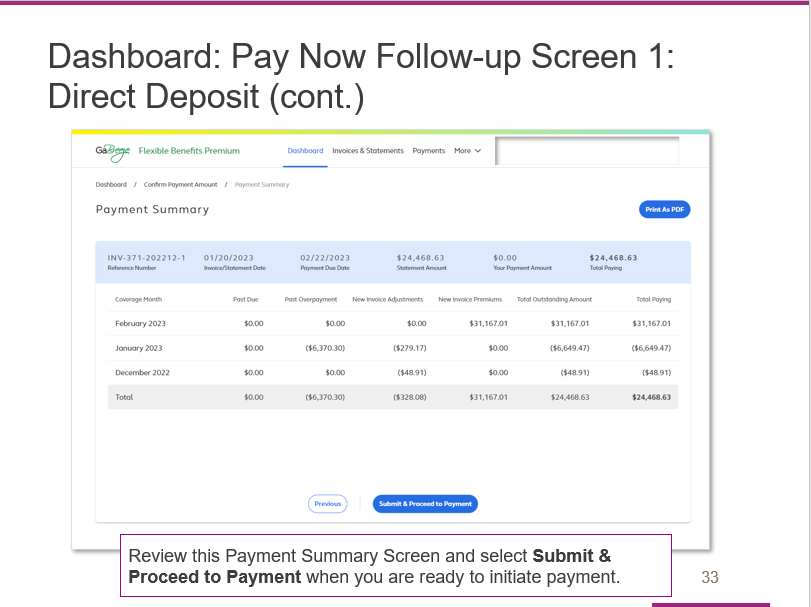 Dashboard: Pay Now Follow-up Screen 1:
Direct Deposit (cont.)
GaBreeze Flexible Benefits Premium Dashboard Invoices & Statements Payments More
Dashboard / Confirm Payment Amount / Payment Summary
Payment Summary
Print As PDF
INV-371-202212-1 01/20/2023 02/22/2023 $24,468.63 $0.00 $24,468.63
Reference Number Invoice/Statement Date Payment Due Date Statement Amount Your Payment Amount Total Paying
Coverage Month Past Due Past Overpayment New Invoice Adjustments New Invoice Premiums Total Outstanding Amount Total Paying
February 2023 $0.00 $0.00 $0.00 $31,167.01 $31,167.01 $31,167.01
January 2023 $0.00 ($6,370.30) ($279.17) $0.00 ($6,649.47) ($6,649.47)
December 2022 $0.00 $0.00 ($48.91) $0.00 ($48.91) ($48.91)
Total $0.00 ($6,370.30) ($328.08) $31,167.01 $24,468.63 $24,468.63
Previous Submit & Proceed to Payment
Review this Payment Summary Screen and select Submit &
Proceed to Payment when you are ready to initiate payment.
33